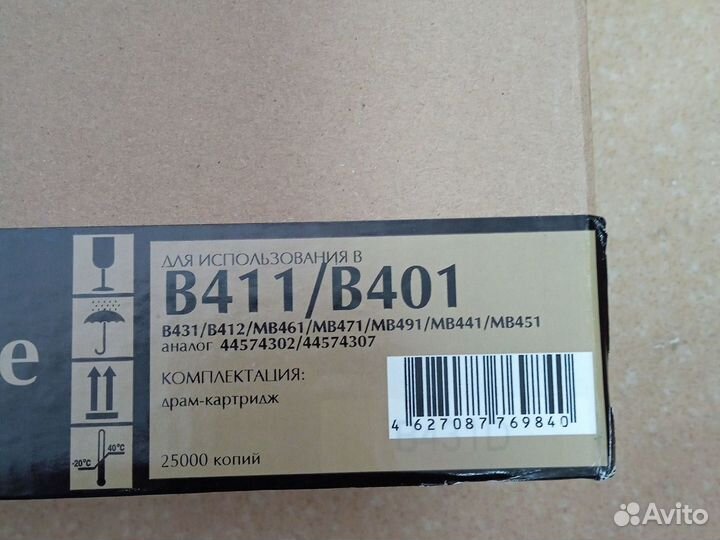 ДЛЯ ИСПОЛЬЗОВАНИЯ В
B411/B401
B431/B412/MB461/MB471/MB491/MB441/MB451
аналог 44574302/44574307
КОМПЛЕКТАЦИЯ:
драм-картридж
25000 копий
4 627087 769840
e
-20°C
40°C
Avito